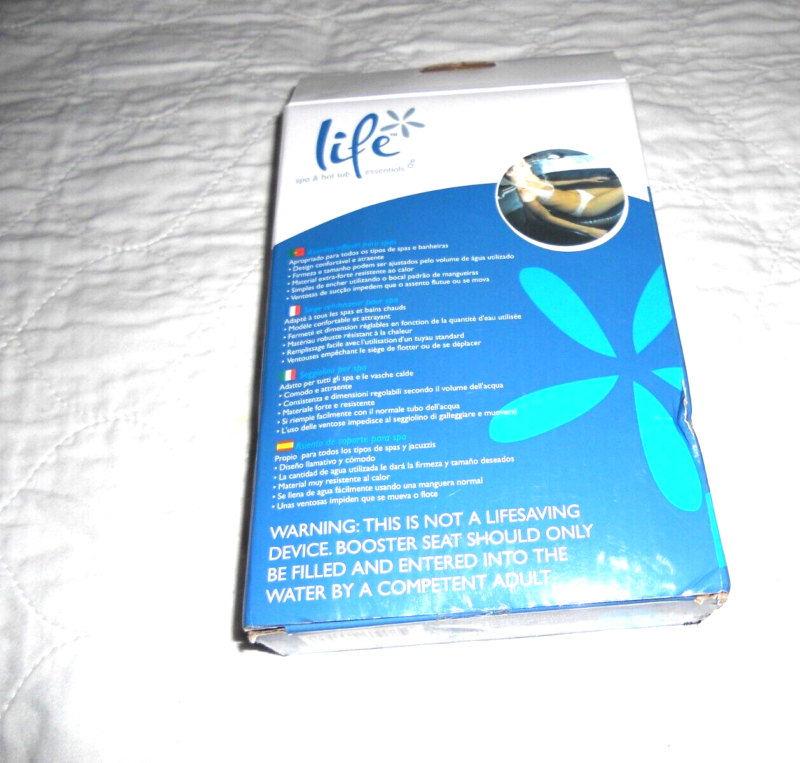 life™
spa & hot tub essentials
Apropriado para todos os tipos de spas e banheiras
• Design confortável e atraente
• Firmeza e tamanho podem ser ajustados pelo volume de água utilizado
• Material extra-forte resistente ao calor
• Simples de encher utilizando o bocal padrão de mangueiras
• Ventosas de sucção impedem que o assento flutue ou se mova
Siège rehausseur pour spa
Adapté à tous les spas et bains chauds
• Modèle confortable et attrayant
• Fermeté et dimension réglables en fonction de la quantité d'eau utilisée
• Matériau robuste résistant à la chaleur
• Remplissage facile avec l'utilisation d'un tuyau standard
• Ventouses empêchant le siège de flotter ou de se déplacer
Seggiolino per spa
Adatto per tutti gli spa e le vasche calde
• Comodo e attraente
• Consistenza e dimensioni regolabili secondo il volume dell'acqua
• Materiale forte e resistente
• Si riempie facilmente con il normale tubo dell'acqua
• L'uso delle ventose impedisce al seggiolino di galleggiare e muoversi
Asiento de soporte para spa
Propio para todos los tipos de spas y jacuzzis
• Diseño llamativo y cómodo
• La cantidad de agua utilizada le dará la firmeza y tamaño deseados
• Material muy resistente al calor
• Se llena de agua fácilmente usando una manguera normal
• Unas ventosas impiden que se mueva o flote
WARNING: THIS IS NOT A LIFESAVING
DEVICE. BOOSTER SEAT SHOULD ONLY
BE FILLED AND ENTERED INTO THE
WATER BY A COMPETENT ADULT.